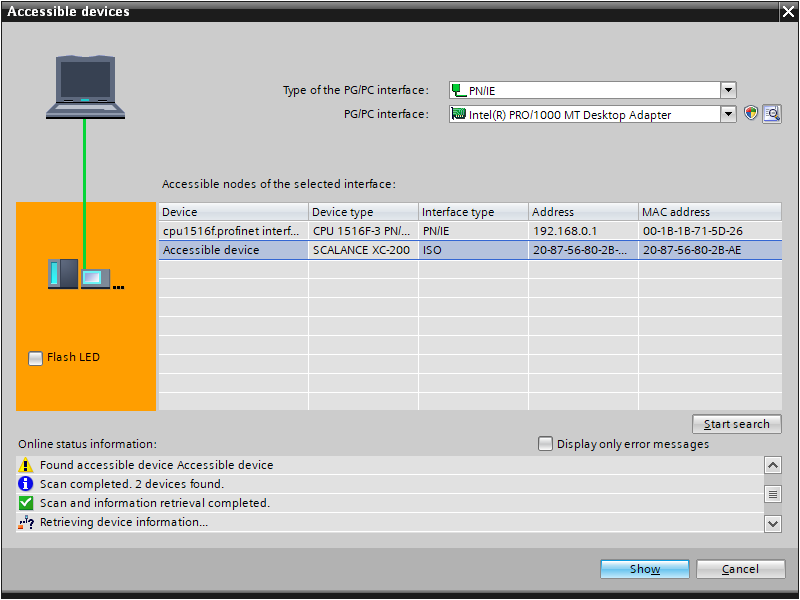 Accessible devices
Type of the PG/PC interface: PN/IE
PG/PC interface: Intel(R) PRO/1000 MT Desktop Adapter
Accessible nodes of the selected interface:
Device Device type Interface type Address MAC address
cpu1516f.profinet interf... CPU 1516F-3 PN/... PN/IE 192.168.0.1 00-1B-1B-71-5D-26
Accessible device SCALANCE XC-200 ISO 20-87-56-80-2B-... 20-87-56-80-2B-AE
Flash LED
Start search
Online status information: Display only error messages
Found accessible device Accessible device
Scan completed. 2 devices found.
Scan and information retrieval completed.
Retrieving device information...
Show Cancel